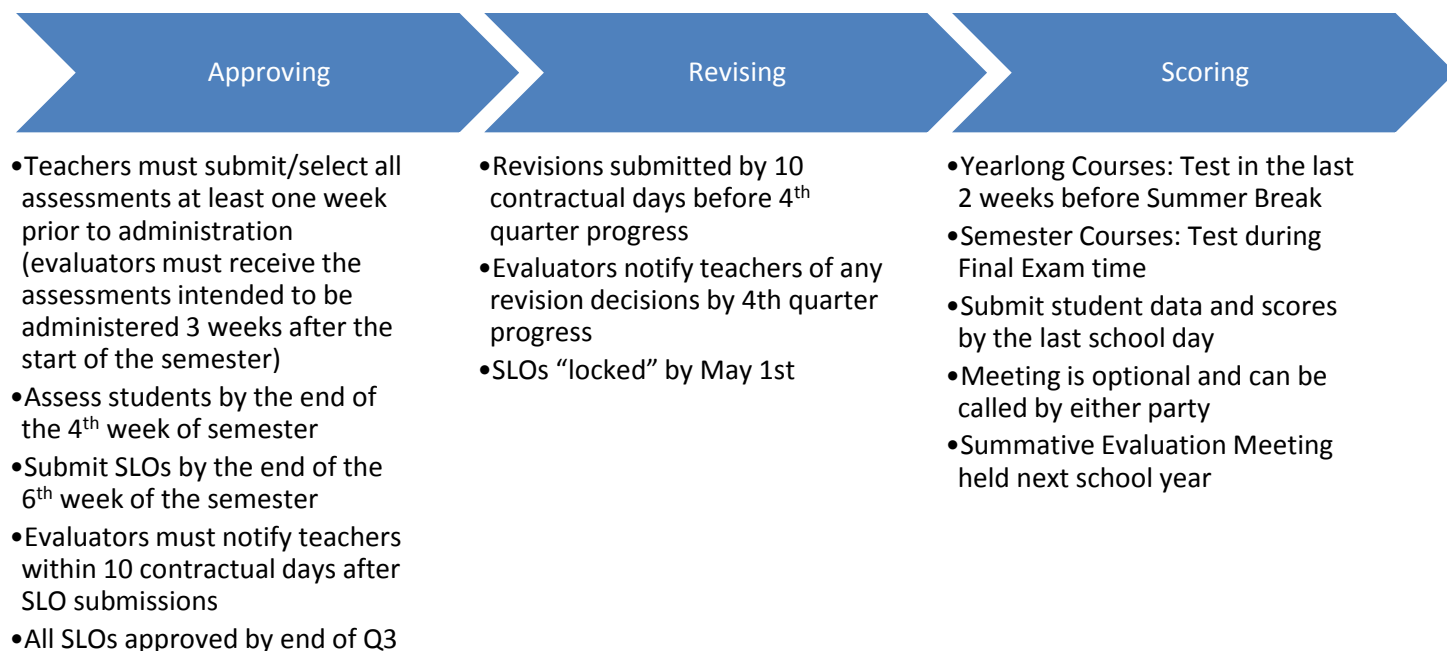 Approving
•Teachers must submit/select all
assessments at least one week
prior to administration
(evaluators must receive the
assessments intended to be
administered 3 weeks after the
start of the semester)
•Assess students by the end of
the 4th week of semester
•Submit SLOs by the end of the
6th week of the semester
•Evaluators must notify teachers
within 10 contractual days after
SLO submissions
•All SLOs approved by end of Q3
Revising
•Revisions submitted by 10
contractual days before 4th
quarter progress
•Evaluators notify teachers of any
revision decisions by 4th quarter
progress
•SLOs “locked” by May 1st
Scoring
•Yearlong Courses: Test in the last
2 weeks before Summer Break
•Semester Courses: Test during
Final Exam time
•Submit student data and scores
by the last school day
•Meeting is optional and can be
called by either party
•Summative Evaluation Meeting
held next school year